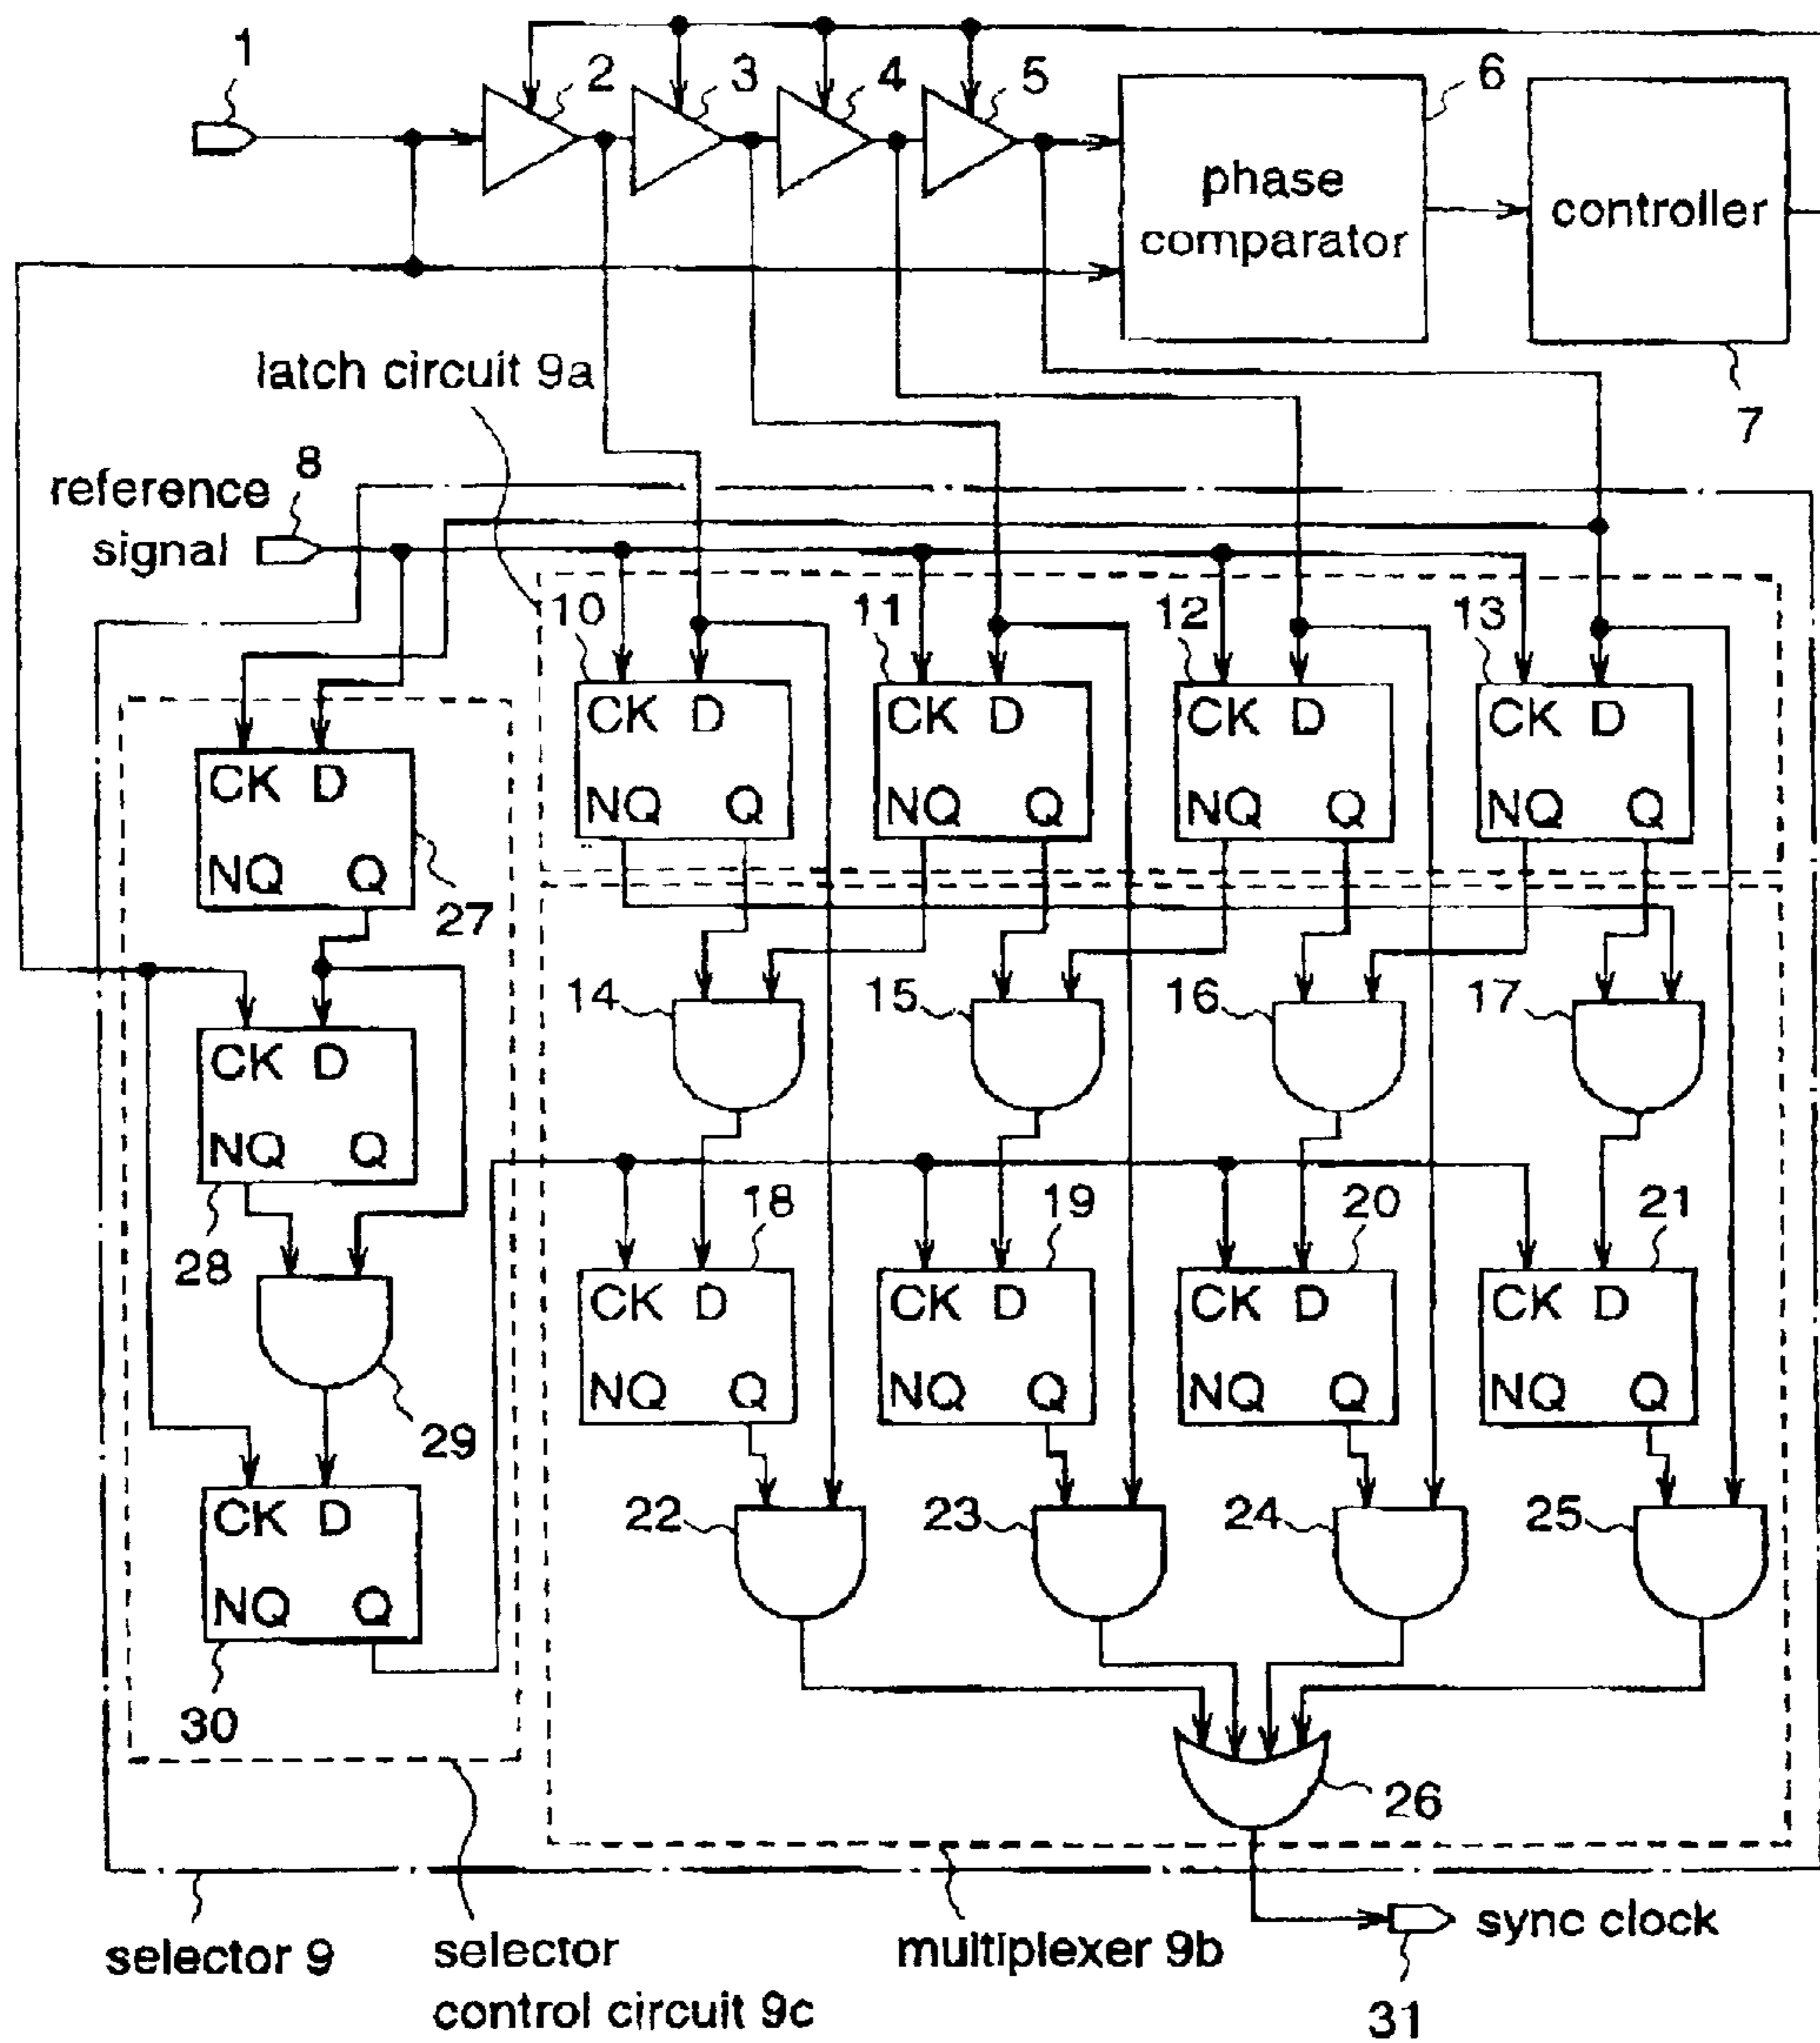 1
2
3
4
5
6
phase
comparator
controller
7
latch circuit 9a
reference
signal
8
10
11
12
13
CK D
NQ Q
CK D
NQ Q
CK D
NQ Q
CK D
NQ Q
CK D
NQ Q
27
14
15
16
17
CK D
NQ Q
28
18
19
20
21
CK D
NQ Q
CK D
NQ Q
CK D
NQ Q
CK D
NQ Q
29
22
23
24
25
CK D
NQ Q
30
26
selector 9
selector
control circuit 9c
multiplexer 9b
sync clock
31